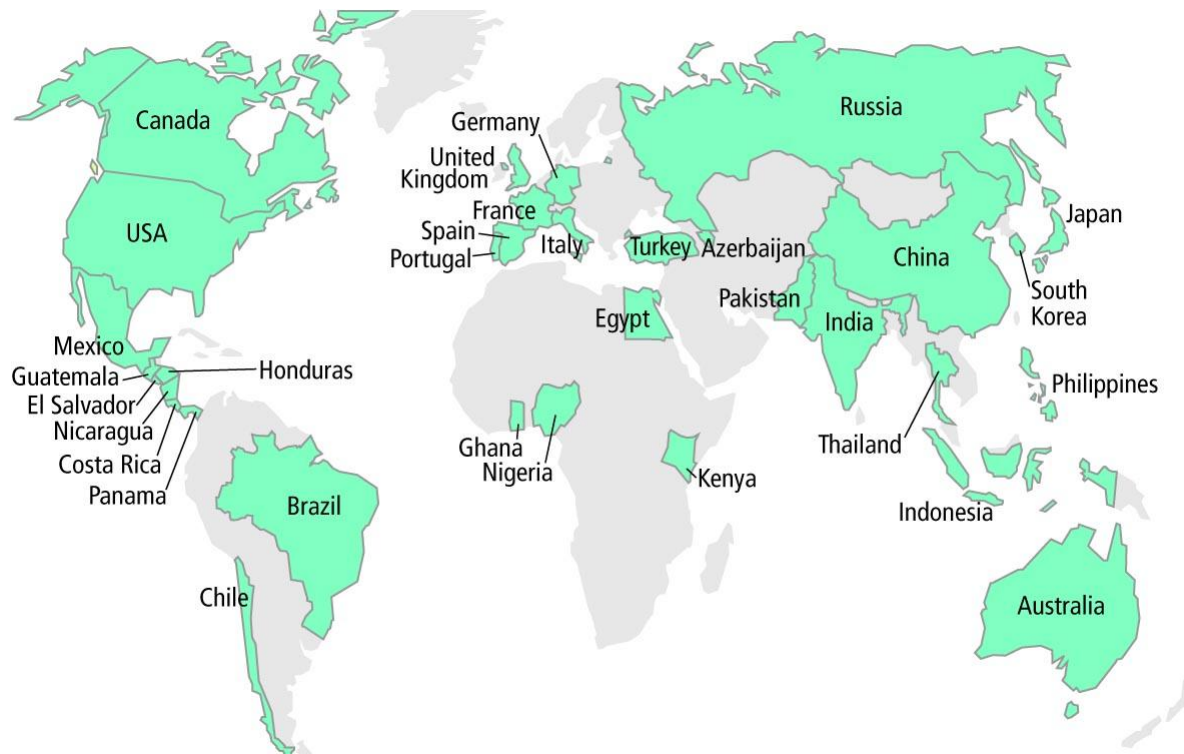 Canada
Russia
Germany
United
Kingdom
USA
France
Spain
Portugal
Italy
Turkey
Azerbaijan
China
Japan
South
Korea
Pakistan
India
Egypt
Mexico
Guatemala
El Salvador
Nicaragua
Costa Rica
Panama
Honduras
Philippines
Thailand
Ghana
Nigeria
Kenya
Indonesia
Brazil
Chile
Australia